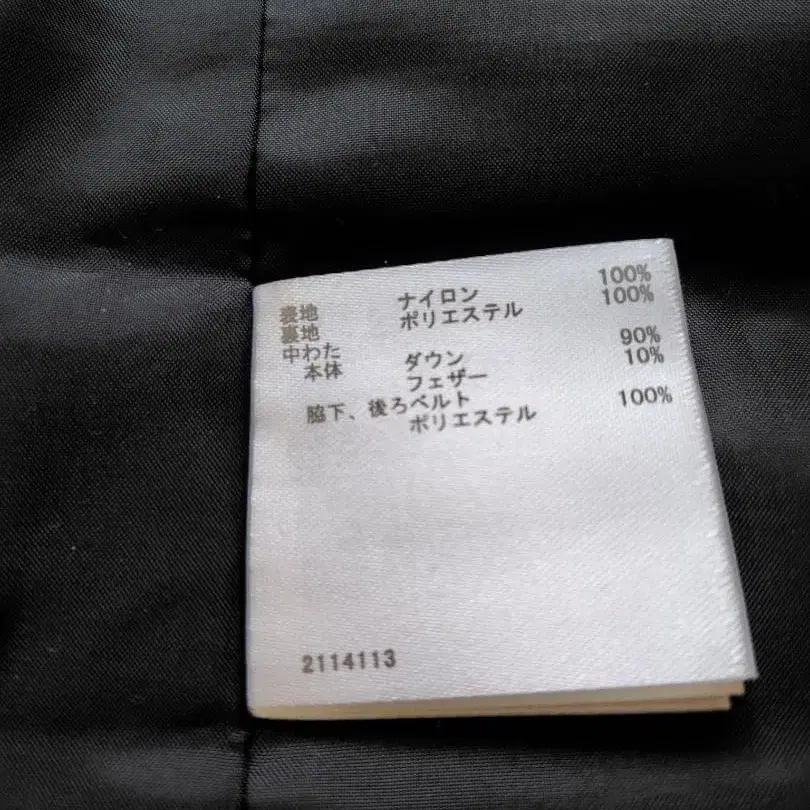 表地 ナイロン 100%
裏地 ポリエステル 100%
中わた
本体 ダウン 90%
フェザー 10%
脇下、後ろベルト
ポリエステル 100%
2114113